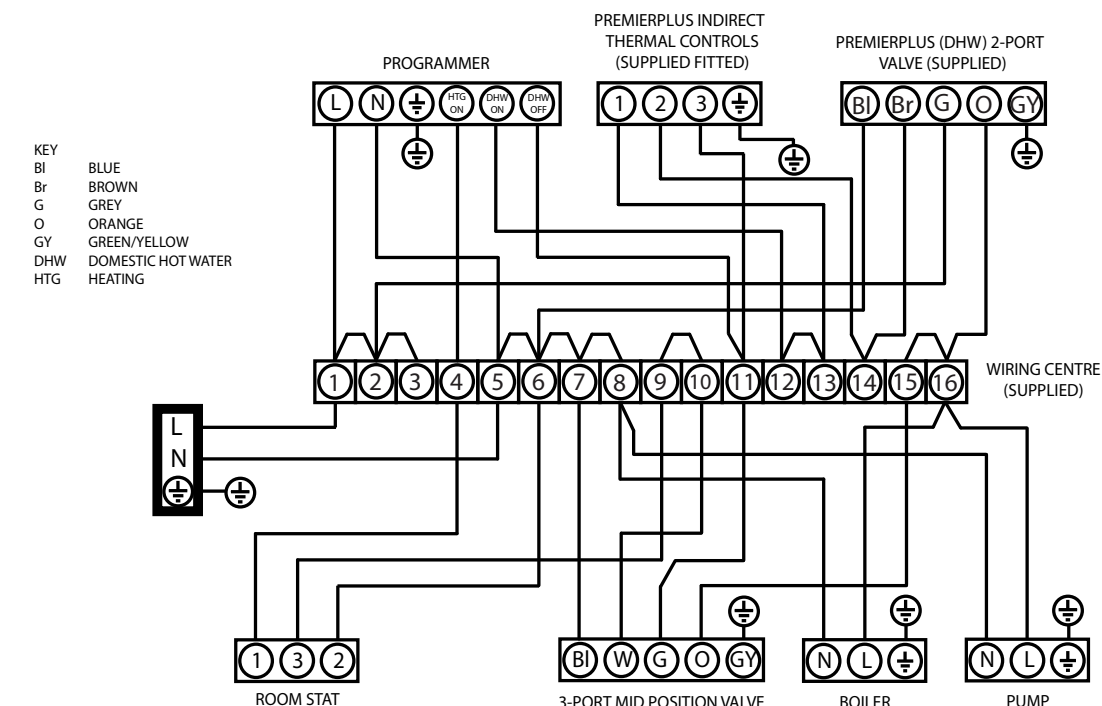 PREMIERPLUS INDIRECT
THERMAL CONTROLS
(SUPPLIED FITTED)
PREMIERPLUS (DHW) 2-PORT
VALVE (SUPPLIED)
PROGRAMMER
L N HTG ON DHW ON DHW OFF
1 2 3
Bl Br G O GY
KEY
Bl BLUE
Br BROWN
G GREY
O ORANGE
GY GREEN/YELLOW
DHW DOMESTIC HOT WATER
HTG HEATING
1 2 3 4 5 6 7 8 9 10 11 12 13 14 15 16
WIRING CENTRE
(SUPPLIED)
L
N
1 3 2
Bl W G O GY
N L
N L
ROOM STAT
3-PORT MID POSITION VALVE
BOILER
PUMP